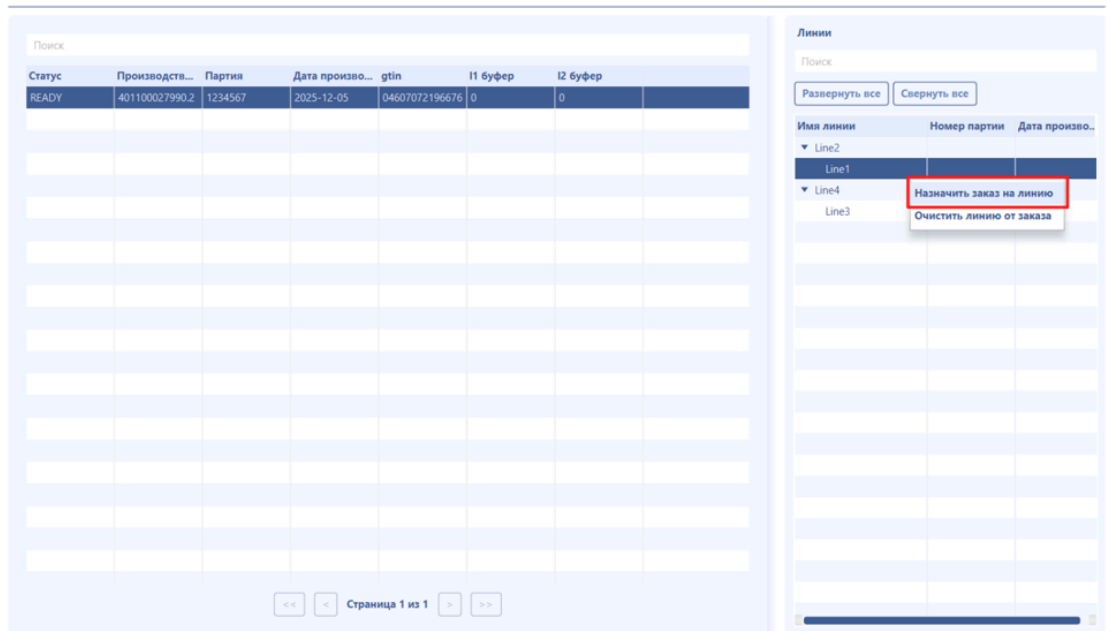 Поиск
Статус Производств... Партия Дата произво... gtin l1 буфер l2 буфер
READY 401100027990.2 1234567 2025-12-05 04607072196676 0 0
<< < Страница 1 из 1 > >>
Линии
Поиск
Развернуть все Свернуть все
Имя линии Номер партии Дата произво..
Line2
Line1
Line4
Line3
Назначить заказ на линию
Очистить линию от заказа